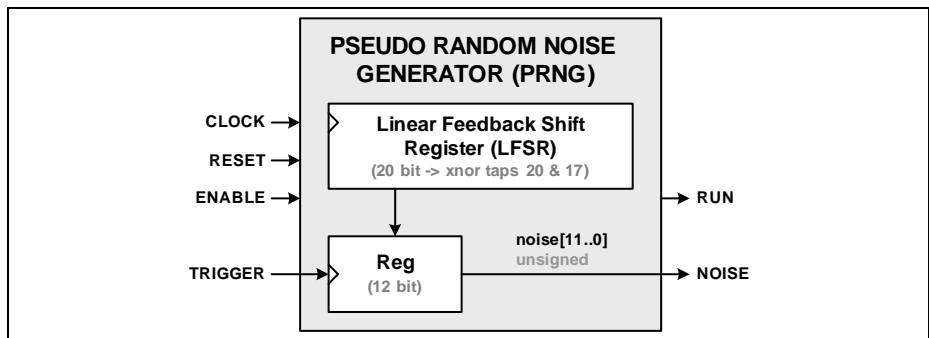 PSEUDO RANDOM NOISE
GENERATOR (PRNG)
CLOCK
Linear Feedback Shift
Register (LFSR)
(20 bit -> xnor taps 20 & 17)
RESET
ENABLE
RUN
noise[11..0]
unsigned
Reg
(12 bit)
TRIGGER
NOISE